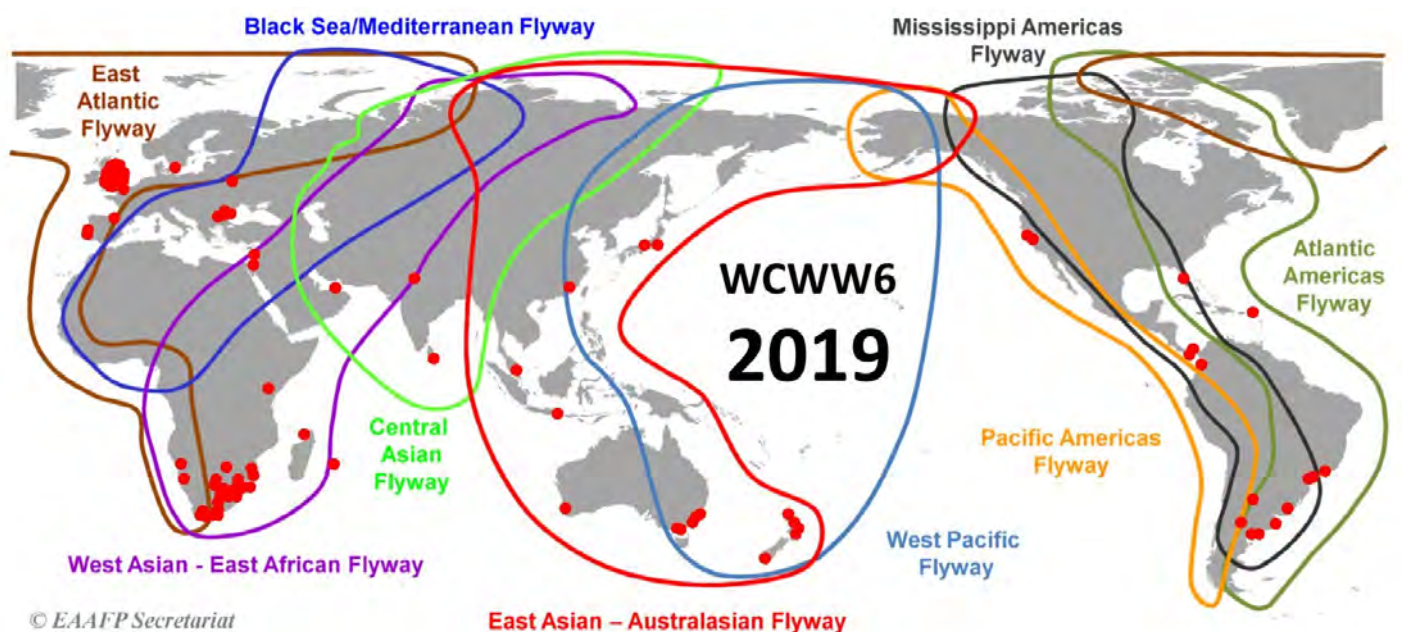 Black Sea/Mediterranean Flyway
Mississippi Americas
Flyway
East
Atlantic
Flyway
WCWW6
2019
Atlantic
Americas
Flyway
Central
Asian
Flyway
Pacific Americas
Flyway
West Pacific
Flyway
West Asian - East African Flyway
© EAAFP Secretariat
East Asian – Australasian Flyway